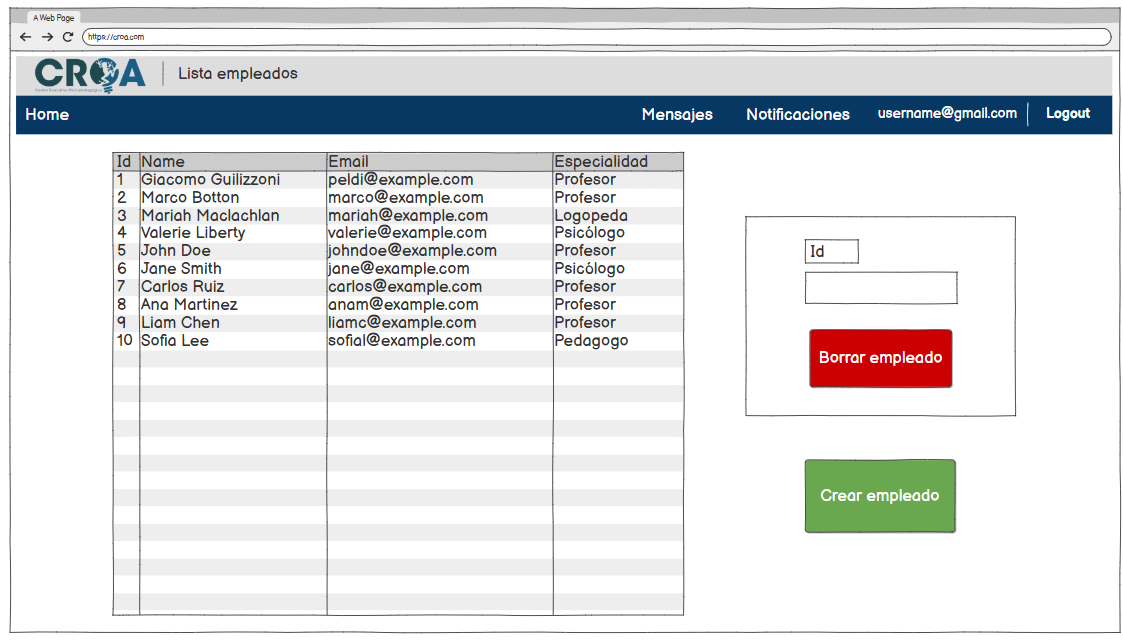 A Web Page
https://croa.com
CROA
Lista empleados
Home Mensajes Notificaciones username@gmail.com Logout
Id Name Email Especialidad
1 Giacomo Guilizzoni peldi@example.com Profesor
2 Marco Botton marco@example.com Profesor
3 Mariah Maclachlan mariah@example.com Logopeda
4 Valerie Liberty valerie@example.com Psicólogo
5 John Doe johndoe@example.com Profesor
6 Jane Smith jane@example.com Psicólogo
7 Carlos Ruiz carlos@example.com Profesor
8 Ana Martinez anam@example.com Profesor
9 Liam Chen liamc@example.com Profesor
10 Sofia Lee sofial@example.com Pedagogo
Id
Borrar empleado
Crear empleado